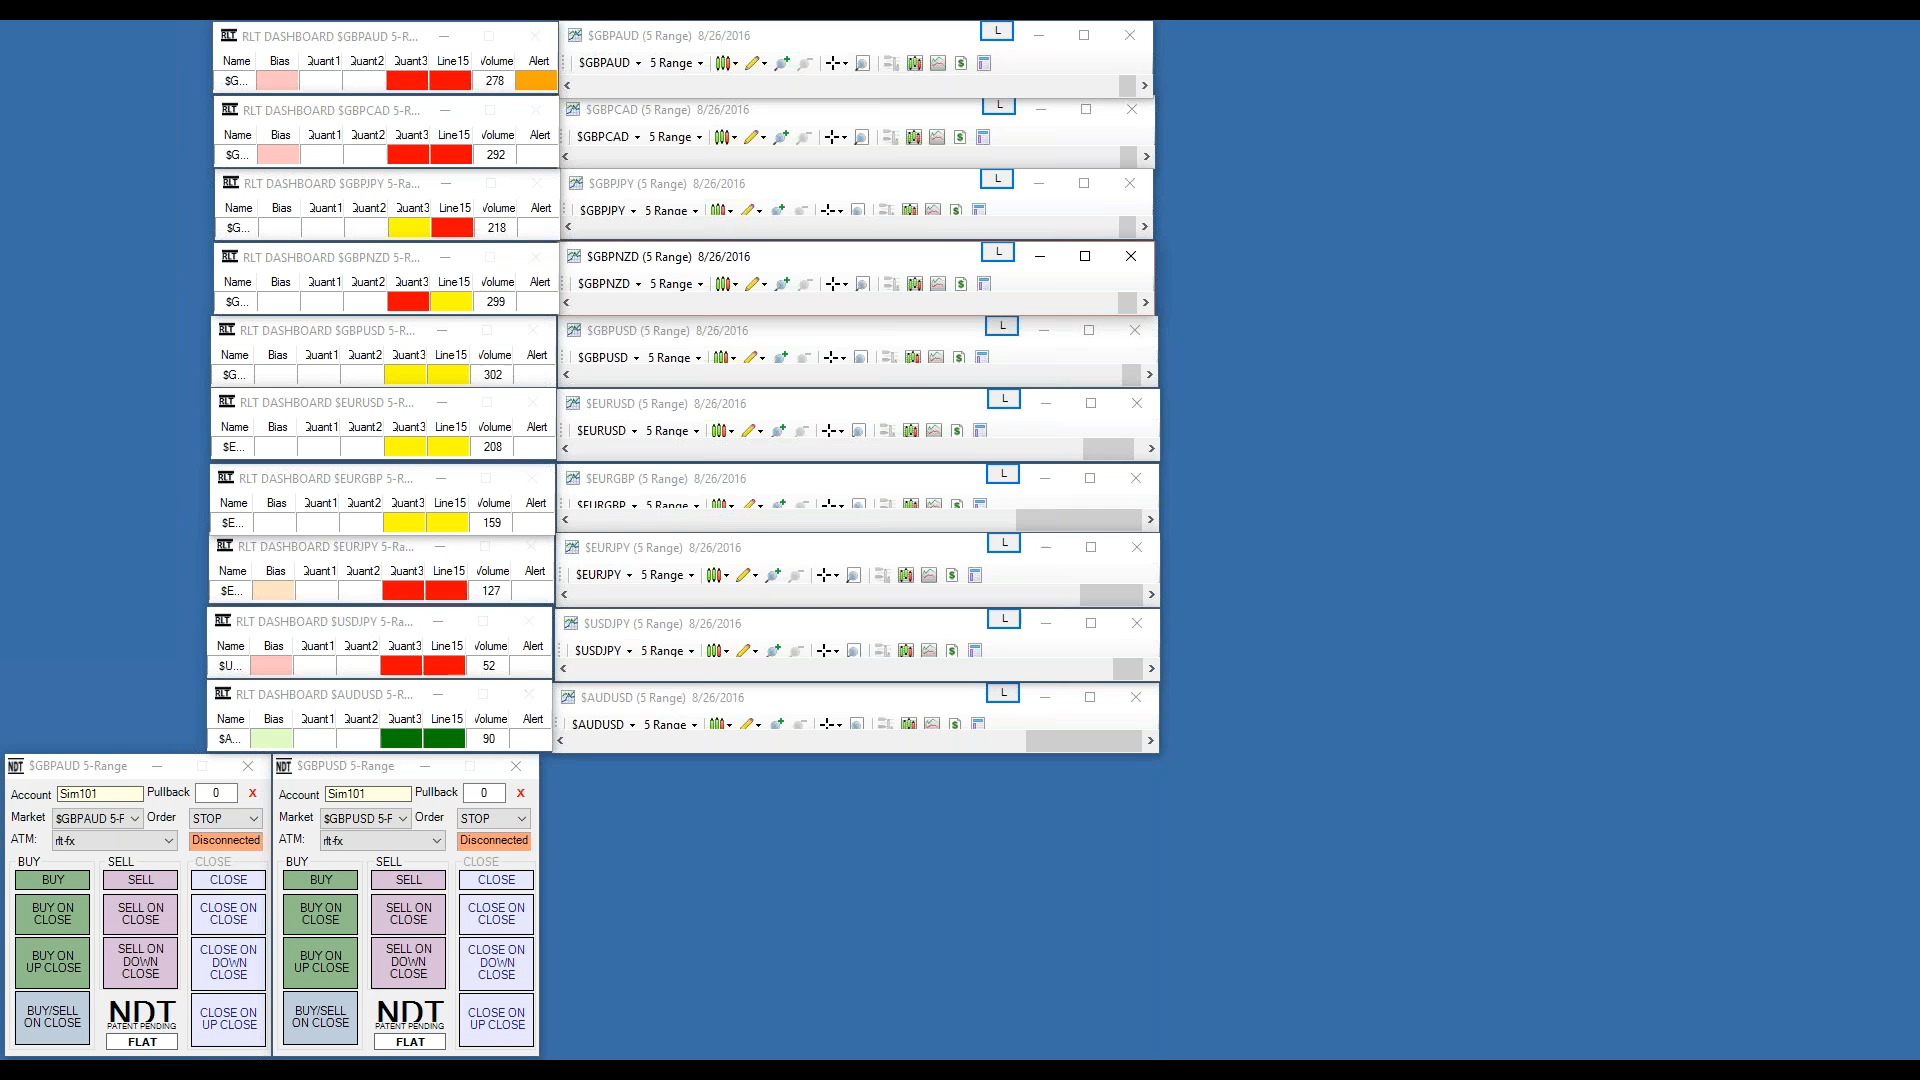 RLT RLT DASHBOARD $GBPAUD 5-R... $GBPAUD (5 Range) 8/26/2016 L
Name Bias Quant1 Quant2 Quant3 Line15 Volume Alert $GBPAUD 5 Range
$G... 278
RLT RLT DASHBOARD $GBPCAD 5-R... $GBPCAD (5 Range) 8/26/2016 L
Name Bias Quant1 Quant2 Quant3 Line15 Volume Alert $GBPCAD 5 Range
$G... 292
RLT RLT DASHBOARD $GBPJPY 5-Ra... $GBPJPY (5 Range) 8/26/2016 L
Name Bias Quant1 Quant2 Quant3 Line15 Volume Alert $GBPJPY 5 Range
$G... 218
RLT RLT DASHBOARD $GBPNZD 5-R... $GBPNZD (5 Range) 8/26/2016 L
Name Bias Quant1 Quant2 Quant3 Line15 Volume Alert $GBPNZD 5 Range
$G... 299
RLT RLT DASHBOARD $GBPUSD 5-R... $GBPUSD (5 Range) 8/26/2016 L
Name Bias Quant1 Quant2 Quant3 Line15 Volume Alert $GBPUSD 5 Range
$G... 302
RLT RLT DASHBOARD $EURUSD 5-R... $EURUSD (5 Range) 8/26/2016 L
Name Bias Quant1 Quant2 Quant3 Line15 Volume Alert $EURUSD 5 Range
$E... 208
RLT RLT DASHBOARD $EURGBP 5-R... $EURGBP (5 Range) 8/26/2016 L
Name Bias Quant1 Quant2 Quant3 Line15 Volume Alert $EURGBP 5 Range
$E... 159
RLT RLT DASHBOARD $EURJPY 5-Ra... $EURJPY (5 Range) 8/26/2016 L
Name Bias Quant1 Quant2 Quant3 Line15 Volume Alert $EURJPY 5 Range
$E... 127
RLT RLT DASHBOARD $USDJPY 5-Ra... $USDJPY (5 Range) 8/26/2016 L
Name Bias Quant1 Quant2 Quant3 Line15 Volume Alert $USDJPY 5 Range
$U... 52
RLT RLT DASHBOARD $AUDUSD 5-R... $AUDUSD (5 Range) 8/26/2016 L
Name Bias Quant1 Quant2 Quant3 Line15 Volume Alert $AUDUSD 5 Range
$A... 90
NDT $GBPAUD 5-Range
Account Sim101 Pullback 0 X
Market $GBPAUD 5-F Order STOP
ATM: rlt-fx Disconnected
BUY SELL CLOSE
BUY SELL CLOSE
BUY ON CLOSE SELL ON CLOSE CLOSE ON CLOSE
BUY ON UP CLOSE SELL ON DOWN CLOSE CLOSE ON DOWN CLOSE
BUY/SELL ON CLOSE NDT PATENT PENDING CLOSE ON UP CLOSE
FLAT
NDT $GBPUSD 5-Range
Account Sim101 Pullback 0 X
Market $GBPUSD 5-F Order STOP
ATM: rlt-fx Disconnected
BUY SELL CLOSE
BUY SELL CLOSE
BUY ON CLOSE SELL ON CLOSE CLOSE ON CLOSE
BUY ON UP CLOSE SELL ON DOWN CLOSE CLOSE ON DOWN CLOSE
BUY/SELL ON CLOSE NDT PATENT PENDING CLOSE ON UP CLOSE
FLAT